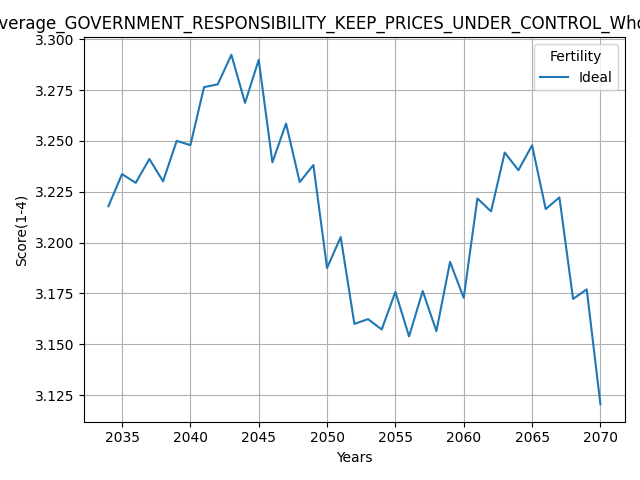 verage_GOVERNMENT_RESPONSIBILITY_KEEP_PRICES_UNDER_CONTROL_Who
Fertility
Ideal
Score(1-4)
3.300
3.275
3.250
3.225
3.200
3.175
3.150
3.125
2035 2040 2045 2050 2055 2060 2065 2070
Years